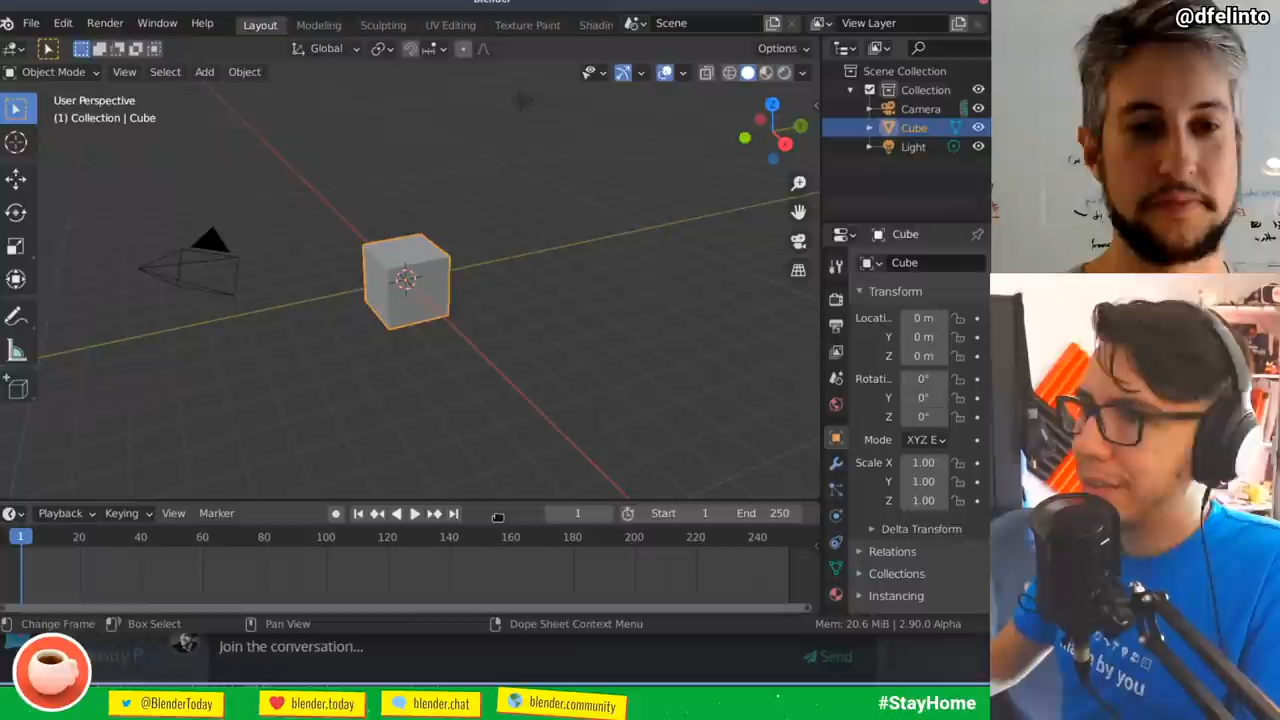 Blender
File Edit Render Window Help Layout Modeling Sculpting UV Editing Texture Paint Shadin Scene View Layer
Global Options
Object Mode View Select Add Object
User Perspective
(1) Collection | Cube
Z
Y
X
Scene Collection
Collection
Camera
Cube
Light
Cube
Cube
Transform
Locati.. 0 m
Y 0 m
Z 0 m
Rotati.. 0°
Y 0°
Z 0°
Mode XYZ E
Scale X 1.00
Y 1.00
Z 1.00
Delta Transform
Relations
Collections
Instancing
Playback Keying View Marker 1 Start 1 End 250
1 20 40 60 80 100 120 140 160 180 200 220 240
Change Frame Box Select Pan View Dope Sheet Context Menu Mem: 20.6 MiB | 2.90.0 Alpha
Join the conversation...
Send
@BlenderToday blender.today blender.chat blender.community #StayHome
@dfelinto
by you